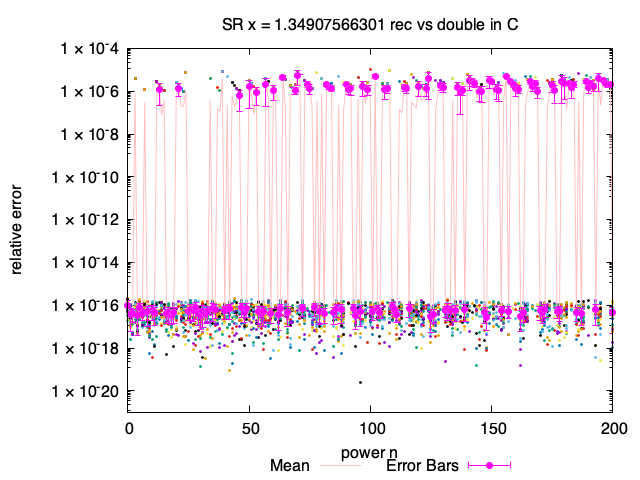 SR x = 1.34907566301 rec vs double in C
relative error
1 × 10⁻⁴
1 × 10⁻⁶
1 × 10⁻⁸
1 × 10⁻¹⁰
1 × 10⁻¹²
1 × 10⁻¹⁴
1 × 10⁻¹⁶
1 × 10⁻¹⁸
1 × 10⁻²⁰
0 50 100 150 200
power n
Mean Error Bars